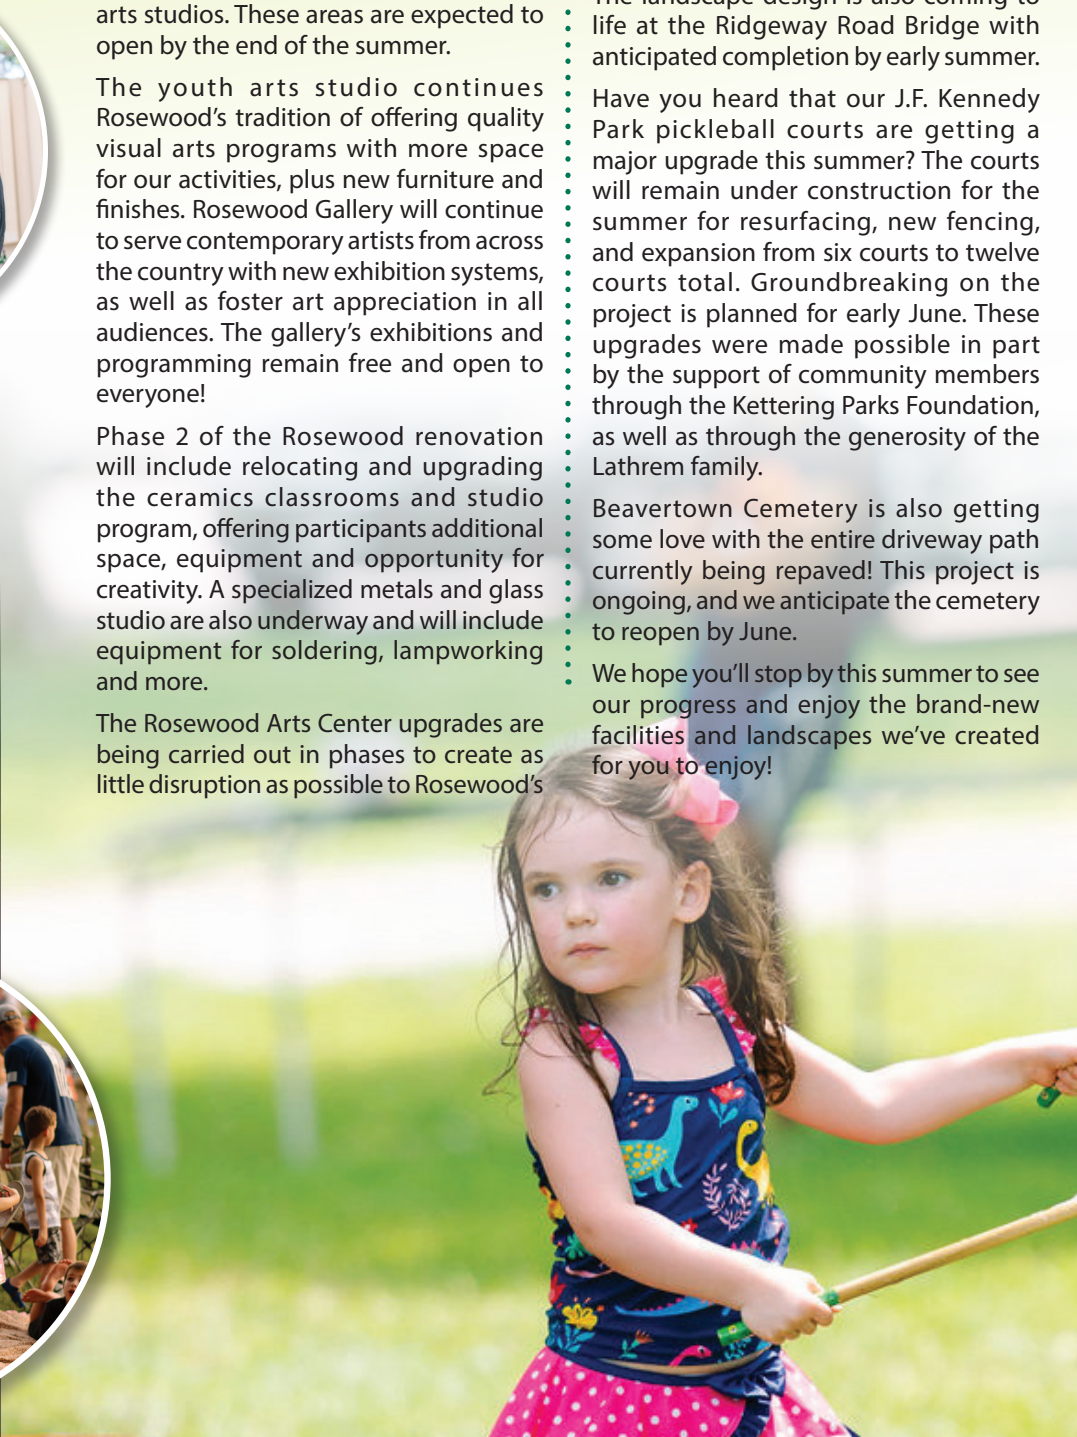 arts studios. These areas are expected to
open by the end of the summer.
The youth arts studio continues
Rosewood’s tradition of offering quality
visual arts programs with more space
for our activities, plus new furniture and
finishes. Rosewood Gallery will continue
to serve contemporary artists from across
the country with new exhibition systems,
as well as foster art appreciation in all
audiences. The gallery’s exhibitions and
programming remain free and open to
everyone!
Phase 2 of the Rosewood renovation
will include relocating and upgrading
the ceramics classrooms and studio
program, offering participants additional
space, equipment and opportunity for
creativity. A specialized metals and glass
studio are also underway and will include
equipment for soldering, lampworking
and more.
The Rosewood Arts Center upgrades are
being carried out in phases to create as
little disruption as possible to Rosewood’s
The landscape design is also coming to
life at the Ridgeway Road Bridge with
anticipated completion by early summer.
Have you heard that our J.F. Kennedy
Park pickleball courts are getting a
major upgrade this summer? The courts
will remain under construction for the
summer for resurfacing, new fencing,
and expansion from six courts to twelve
courts total. Groundbreaking on the
project is planned for early June. These
upgrades were made possible in part
by the support of community members
through the Kettering Parks Foundation,
as well as through the generosity of the
Lathrem family.
Beavertown Cemetery is also getting
some love with the entire driveway path
currently being repaved! This project is
ongoing, and we anticipate the cemetery
to reopen by June.
We hope you’ll stop by this summer to see
our progress and enjoy the brand-new
facilities and landscapes we’ve created
for you to enjoy!